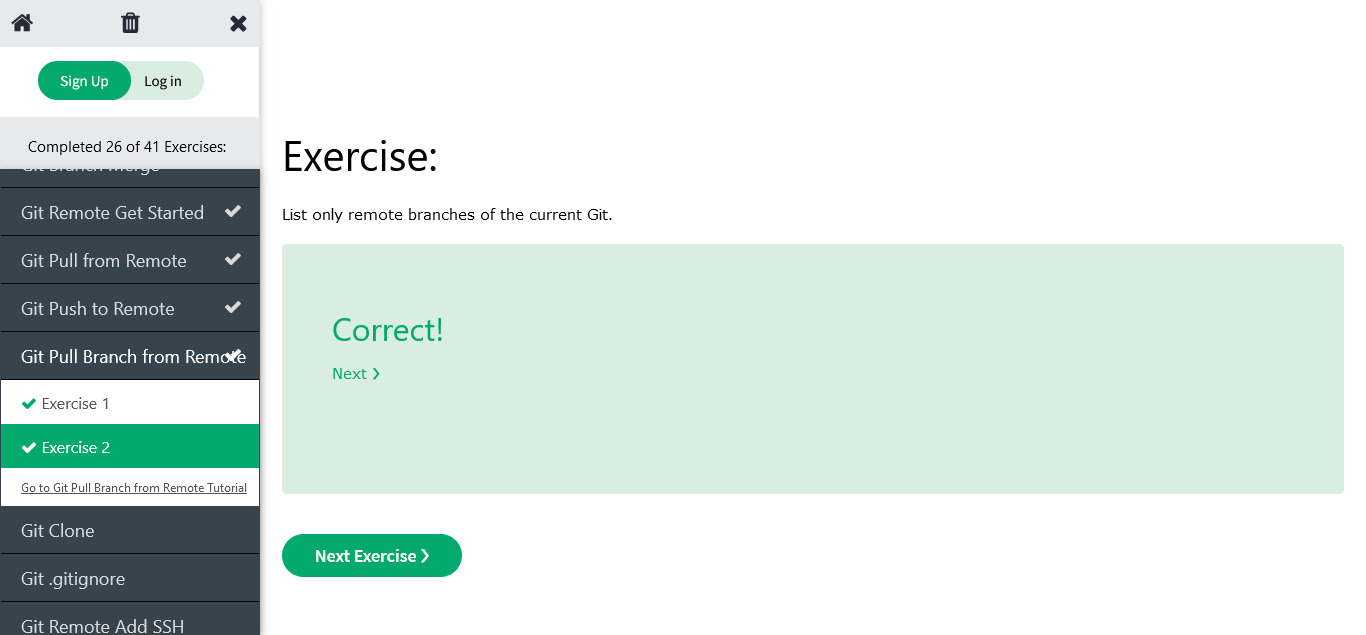 Sign Up
Log in
Completed 26 of 41 Exercises:
Git Branch Merge
Git Remote Get Started
Git Pull from Remote
Git Push to Remote
Git Pull Branch from Remote
Exercise 1
Exercise 2
Go to Git Pull Branch from Remote Tutorial
Git Clone
Git .gitignore
Git Remote Add SSH
Exercise:
List only remote branches of the current Git.
Correct!
Next ❯
Next Exercise ❯